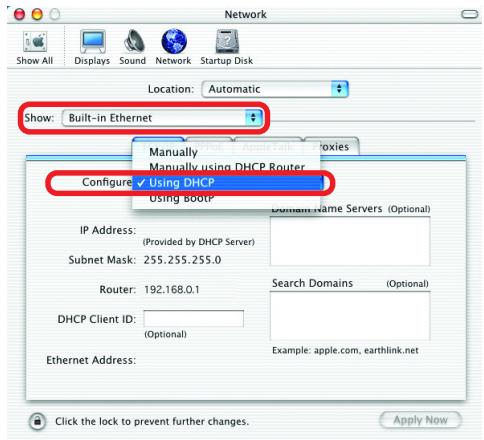 Network
Show All Displays Sound Network Startup Disk
Location: Automatic
Show: Built-in Ethernet
AppleTalk Proxies
Manually
Manually using DHCP Router
Configure ✓ Using DHCP
Using BootP
Domain Name Servers (Optional)
IP Address:
(Provided by DHCP Server)
Subnet Mask: 255.255.255.0
Router: 192.168.0.1
Search Domains (Optional)
DHCP Client ID:
(Optional)
Example: apple.com, earthlink.net
Ethernet Address:
Click the lock to prevent further changes.
Apply Now